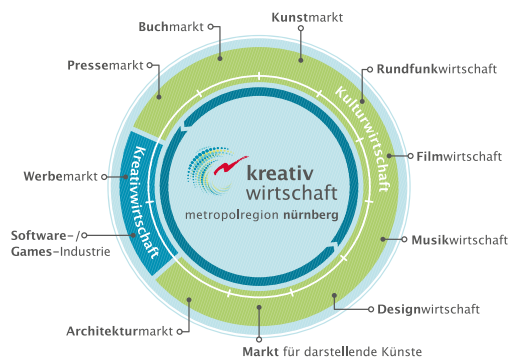 Kunstmarkt
Buchmarkt
Pressemarkt
Rundfunkwirtschaft
Kulturwirtschaft
Filmwirtschaft
Kreativwirtschaft
Werbemarkt
kreativ
wirtschaft
metropolregion nürnberg
Software-/
Games-Industrie
Musikwirtschaft
Designwirtschaft
Architekturmarkt
Markt für darstellende Künste